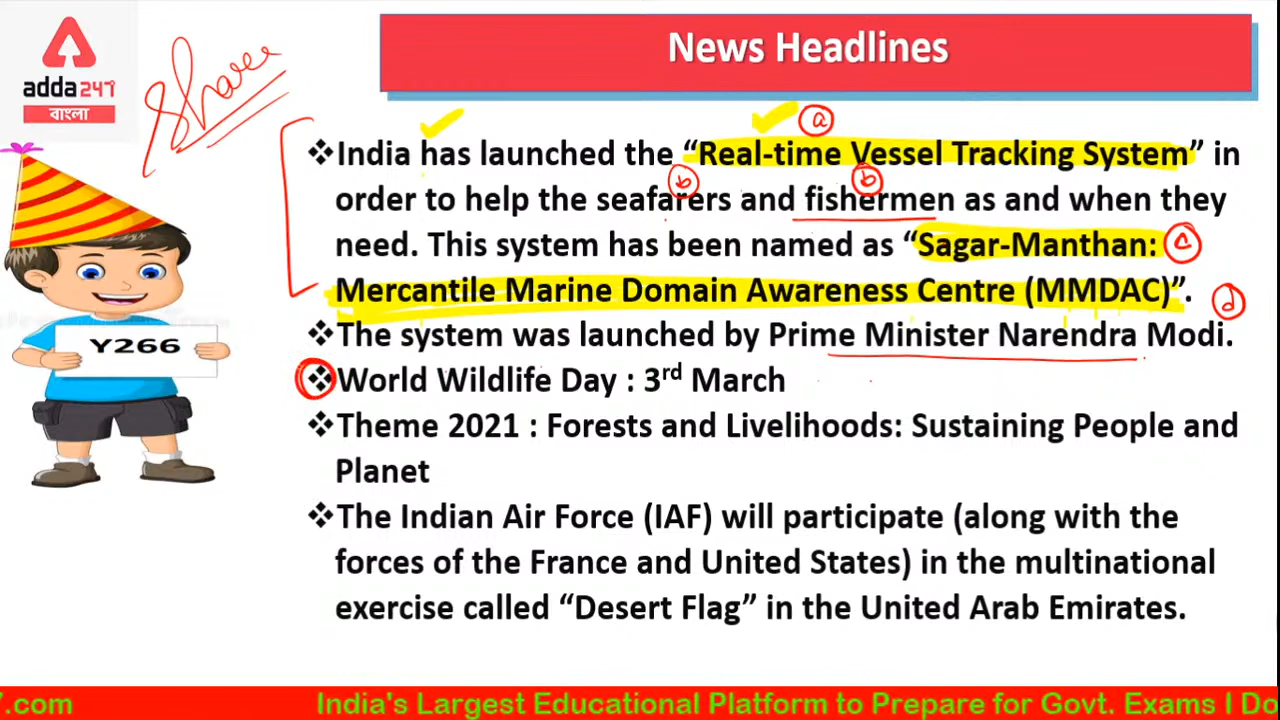 News Headlines
adda247
বাংলা
Share
a
❖India has launched the “Real-time Vessel Tracking System” in
b b
order to help the seafarers and fishermen as and when they
need. This system has been named as “Sagar-Manthan: c
Mercantile Marine Domain Awareness Centre (MMDAC)”. d
❖The system was launched by Prime Minister Narendra Modi.
❖World Wildlife Day : 3rd March
❖Theme 2021 : Forests and Livelihoods: Sustaining People and
Planet
❖The Indian Air Force (IAF) will participate (along with the
forces of the France and United States) in the multinational
exercise called “Desert Flag” in the United Arab Emirates.
Y266
7.com India's Largest Educational Platform to Prepare for Govt. Exams I Do